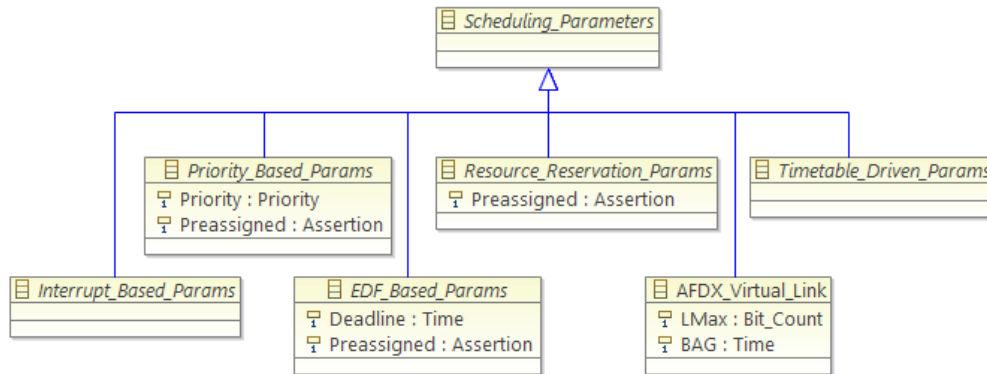 Scheduling_Parameters
Priority_Based_Params
Priority : Priority
Preassigned : Assertion
Resource_Reservation_Params
Preassigned : Assertion
Timetable_Driven_Params
Interrupt_Based_Params
EDF_Based_Params
Deadline : Time
Preassigned : Assertion
AFDX_Virtual_Link
LMax : Bit_Count
BAG : Time